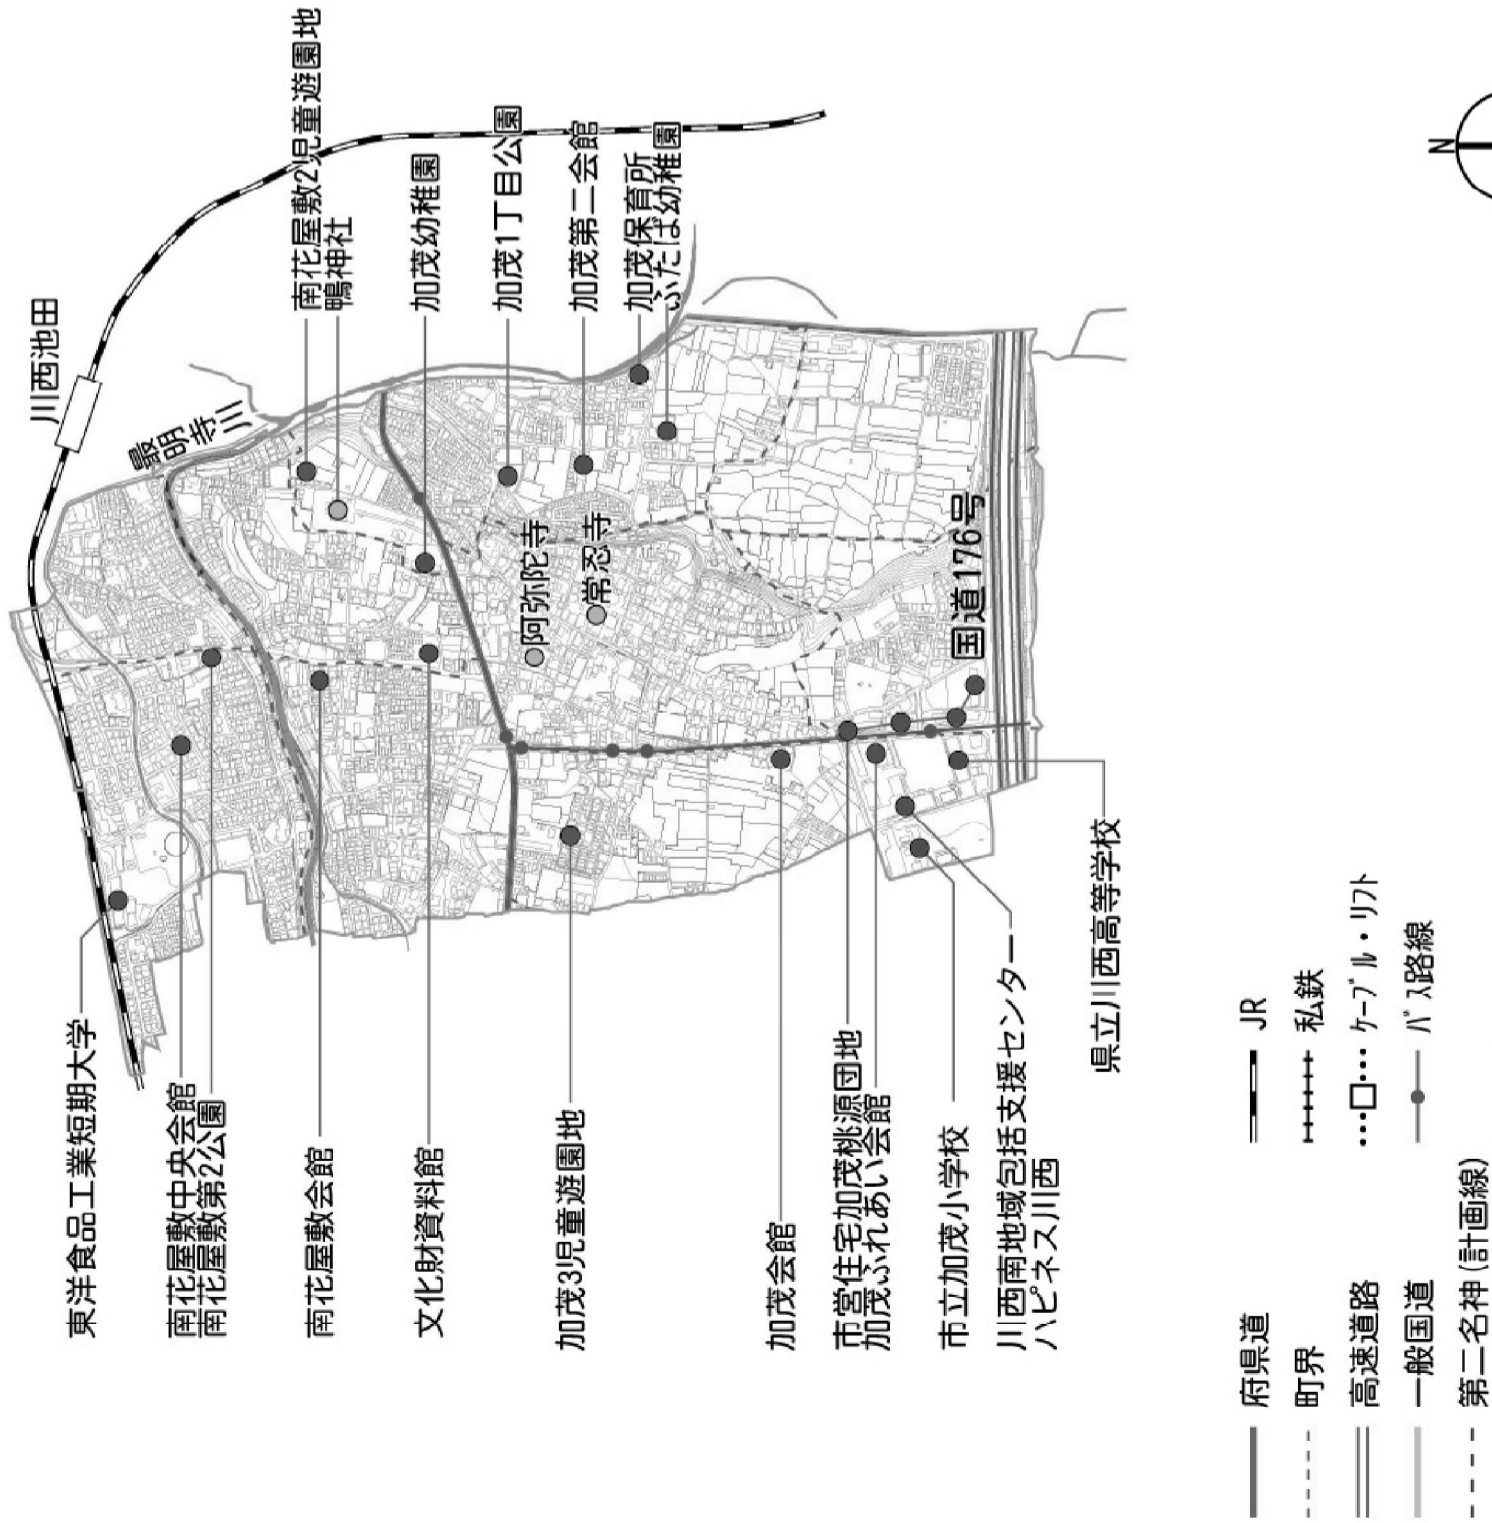 川西池田
最明寺川
南花屋敷2児童遊園地
鴨神社
加茂幼稚園
加茂1丁目公園
加茂第二会館
加茂保育所
ふたば幼稚園
阿弥陀寺
常忍寺
国道176号
東洋食品工業短期大学
南花屋敷中央会館
南花屋敷第2公園
南花屋敷会館
文化財資料館
加茂3児童遊園地
加茂会館
市営住宅加茂桃源団地
加茂ふれあい会館
市立加茂小学校
川西南地域包括支援センター
ハピネス川西
県立川西高等学校
N
府県道
町界
高速道路
一般国道
第二名神(計画線)
JR
私鉄
ケーブル・リフト
バス路線